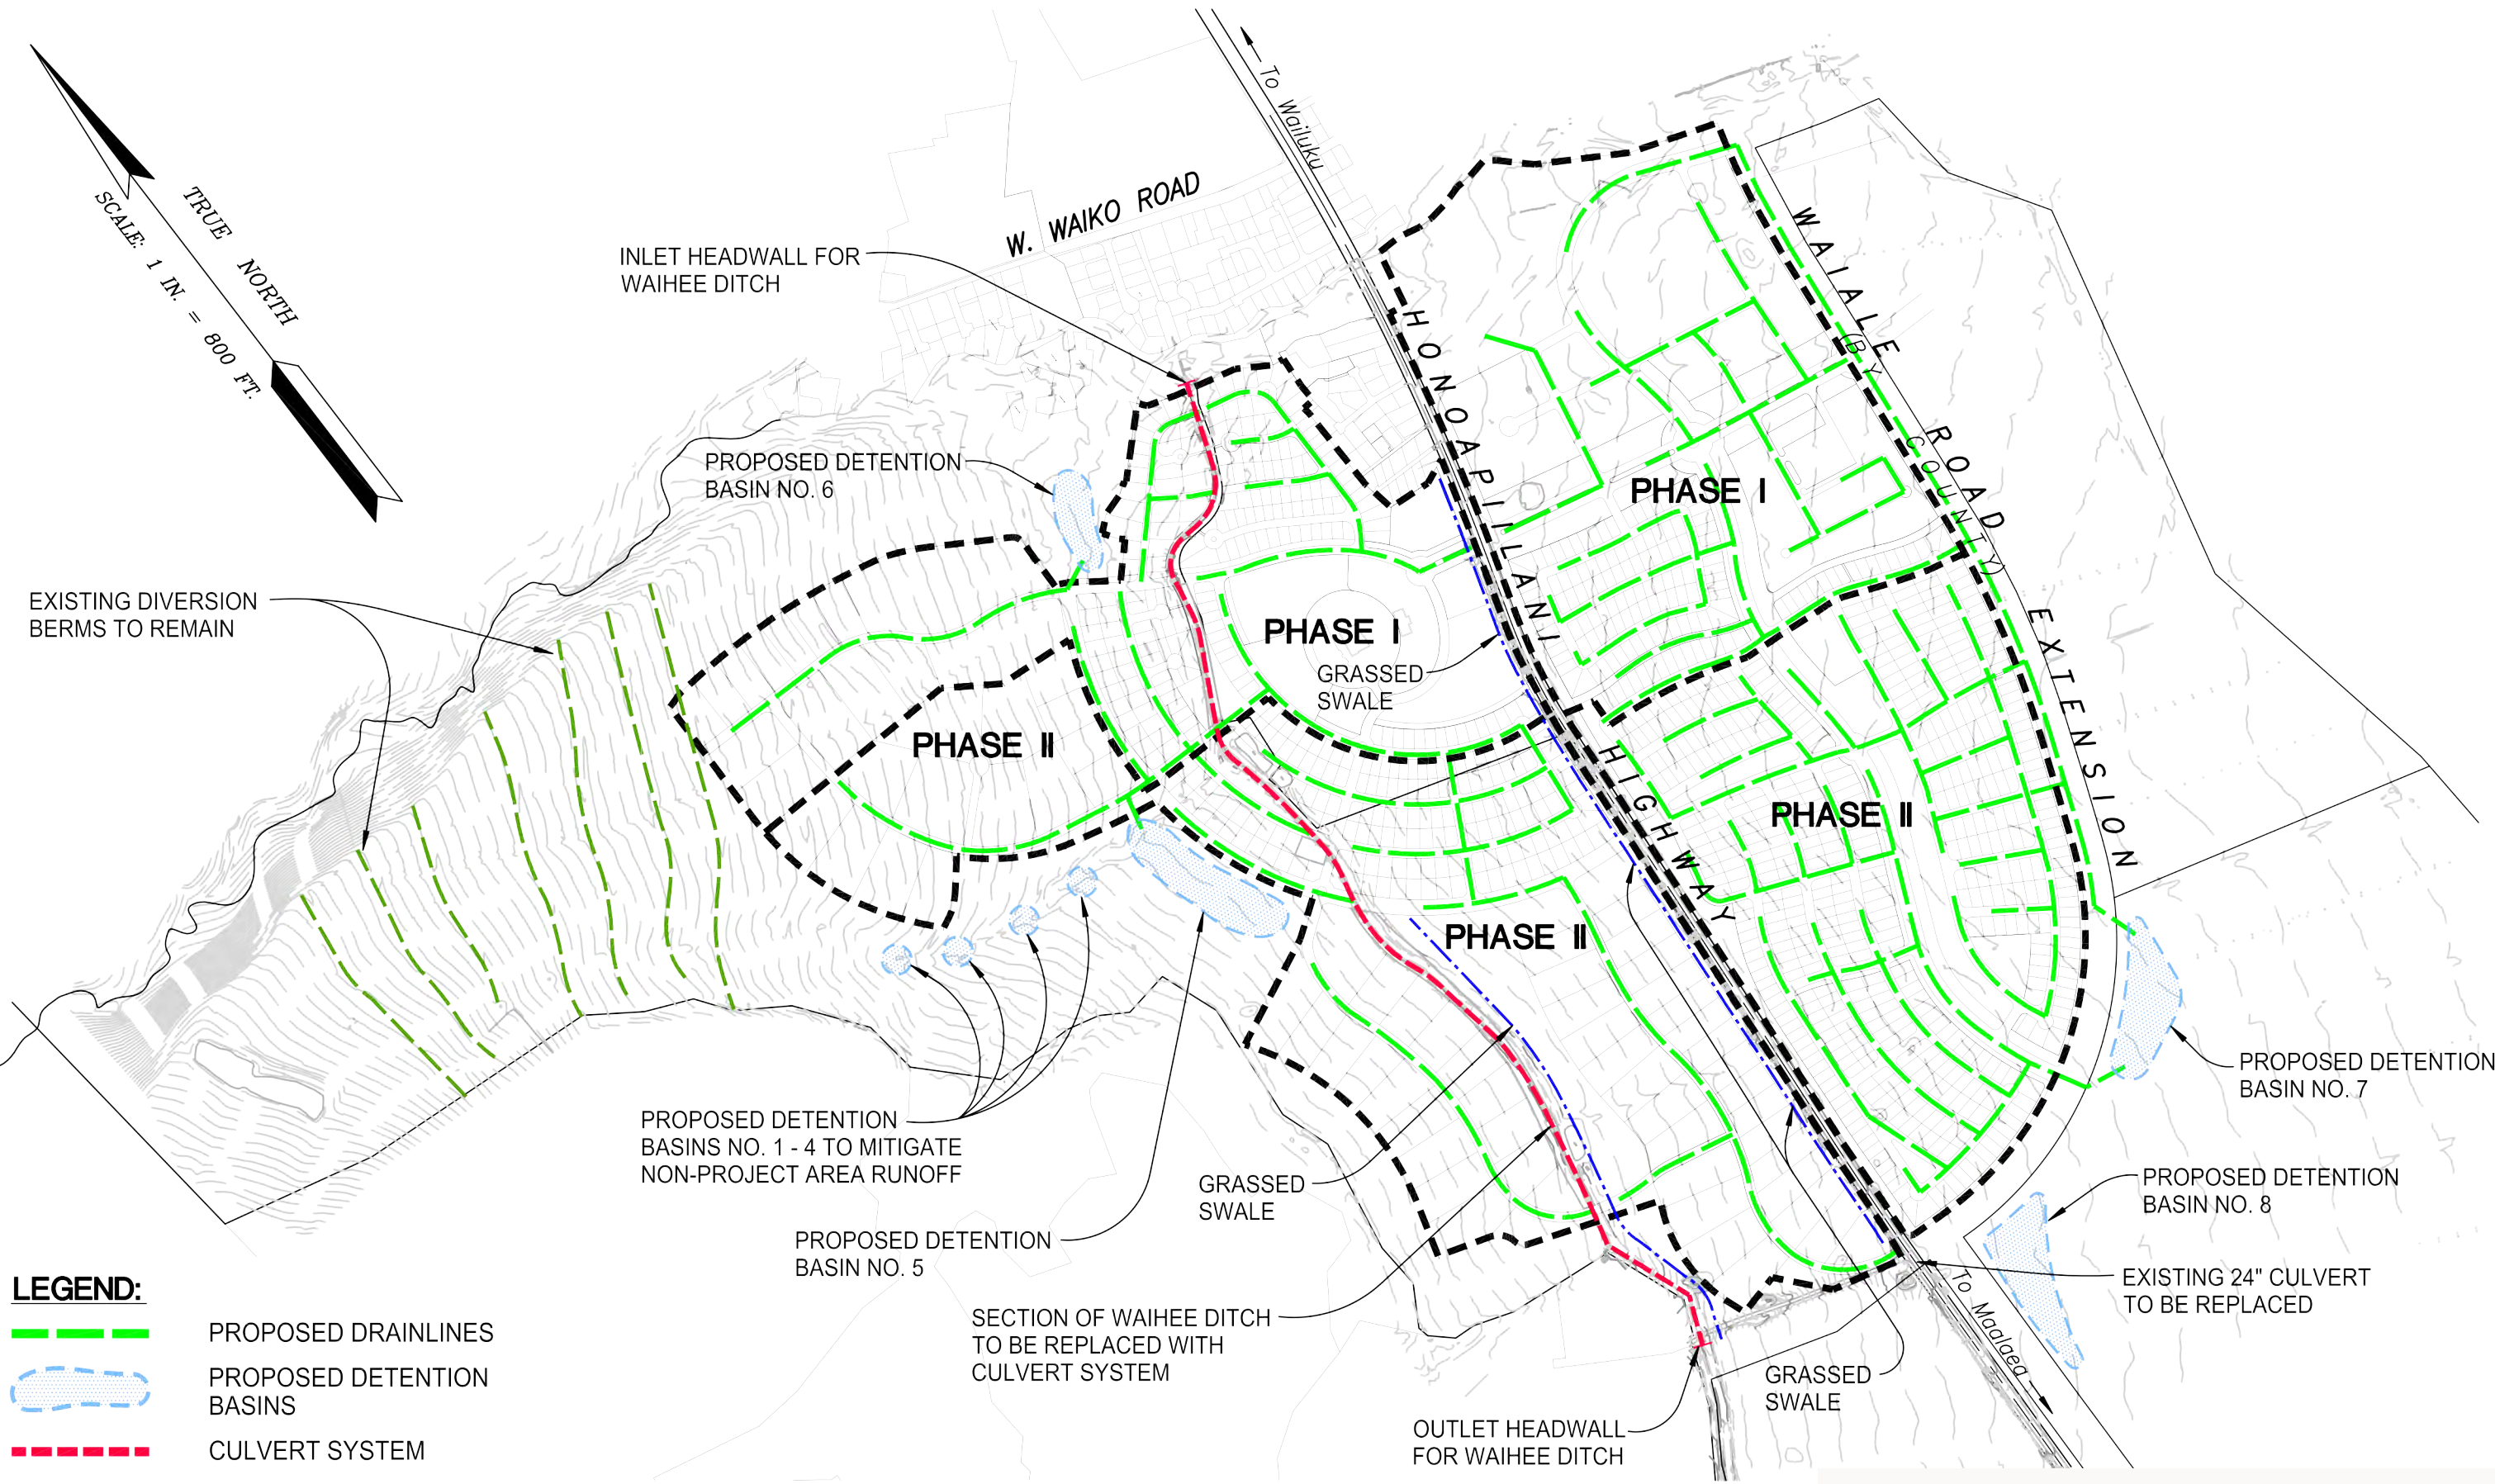 To Wailuku
W. WAIKO ROAD
TRUE NORTH
SCALE: 1 IN. = 800 FT.
INLET HEADWALL FOR
WAIHEE DITCH
WAIALE ROAD EXTENSION
(BY COUNTY)
HONOAPIILANI HIGHWAY
PROPOSED DETENTION
BASIN NO. 6
PHASE I
EXISTING DIVERSION
BERMS TO REMAIN
PHASE I
GRASSED
SWALE
PHASE II
PHASE II
PHASE II
PROPOSED DETENTION
BASIN NO. 7
PROPOSED DETENTION
BASINS NO. 1 - 4 TO MITIGATE
NON-PROJECT AREA RUNOFF
GRASSED
SWALE
PROPOSED DETENTION
BASIN NO. 8
PROPOSED DETENTION
BASIN NO. 5
EXISTING 24" CULVERT
TO BE REPLACED
To Maalaea
SECTION OF WAIHEE DITCH
TO BE REPLACED WITH
CULVERT SYSTEM
GRASSED
SWALE
OUTLET HEADWALL
FOR WAIHEE DITCH
LEGEND:
PROPOSED DRAINLINES
PROPOSED DETENTION
BASINS
CULVERT SYSTEM